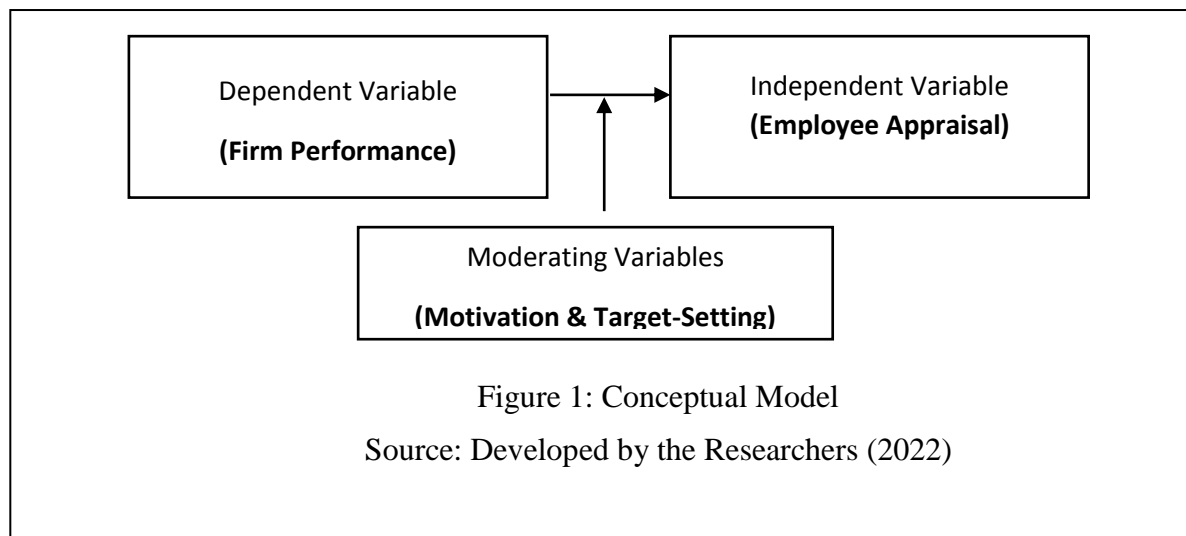 Dependent Variable
(Firm Performance)
Independent Variable
(Employee Appraisal)
Moderating Variables
(Motivation & Target-Setting)
Figure 1: Conceptual Model
Source: Developed by the Researchers (2022)